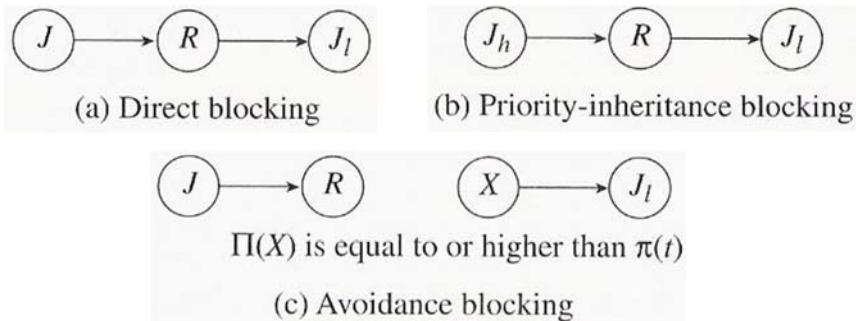 J R J_l J_h R J_l
(a) Direct blocking (b) Priority-inheritance blocking
J R X J_l
Π(X) is equal to or higher than π(t)
(c) Avoidance blocking